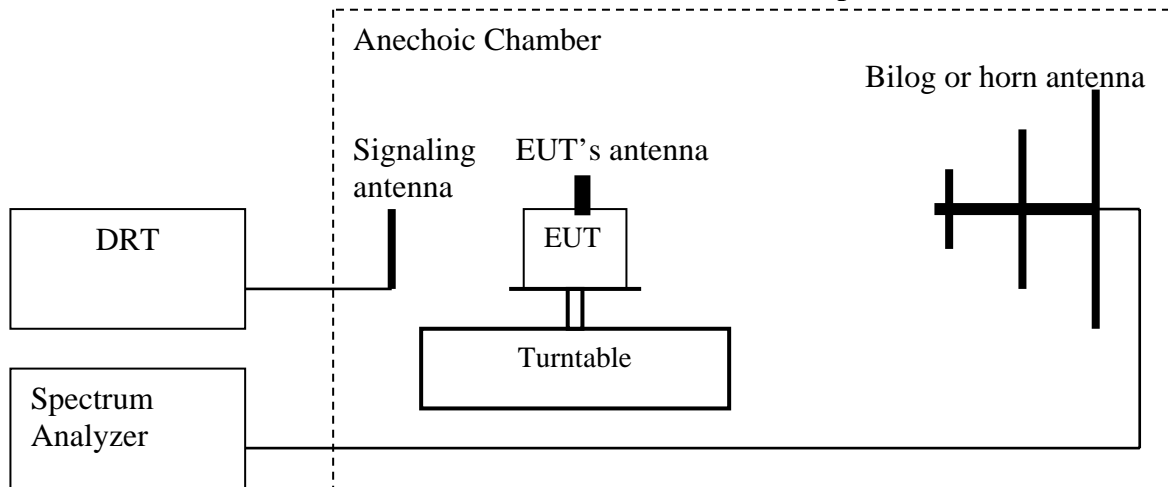 Anechoic Chamber
Bilog or horn antenna
Signaling
antenna
EUT’s antenna
DRT
EUT
Turntable
Spectrum
Analyzer